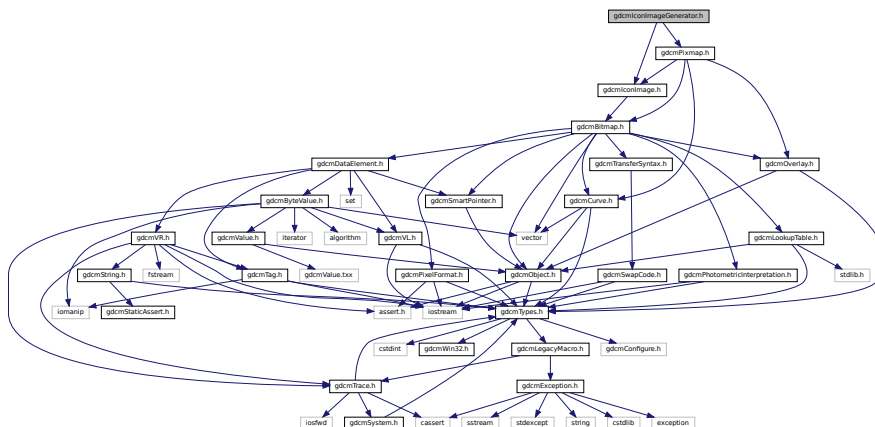 gdcmIconImageGenerator.h
gdcmPixmap.h
gdcmIconImage.h
gdcmBitmap.h
gdcmDataElement.h
gdcmTransferSyntax.h
gdcmOverlay.h
gdcmByteValue.h
set
gdcmSmartPointer.h
gdcmCurve.h
gdcmVR.h
gdcmValue.h
iterator
algorithm
gdcmVL.h
vector
gdcmLookupTable.h
gdcmString.h
fstream
gdcmTag.h
gdcmValue.txx
gdcmPixelFormat.h
gdcmObject.h
gdcmSwapCode.h
gdcmPhotometricInterpretation.h
stdlib.h
iomanip
gdcmStaticAssert.h
assert.h
iostream
gdcmTypes.h
cstdint
gdcmWin32.h
gdcmLegacyMacro.h
gdcmConfigure.h
gdcmTrace.h
gdcmException.h
iosfwd
gdcmSystem.h
cassert
sstream
stdexcept
string
cstdlib
exception